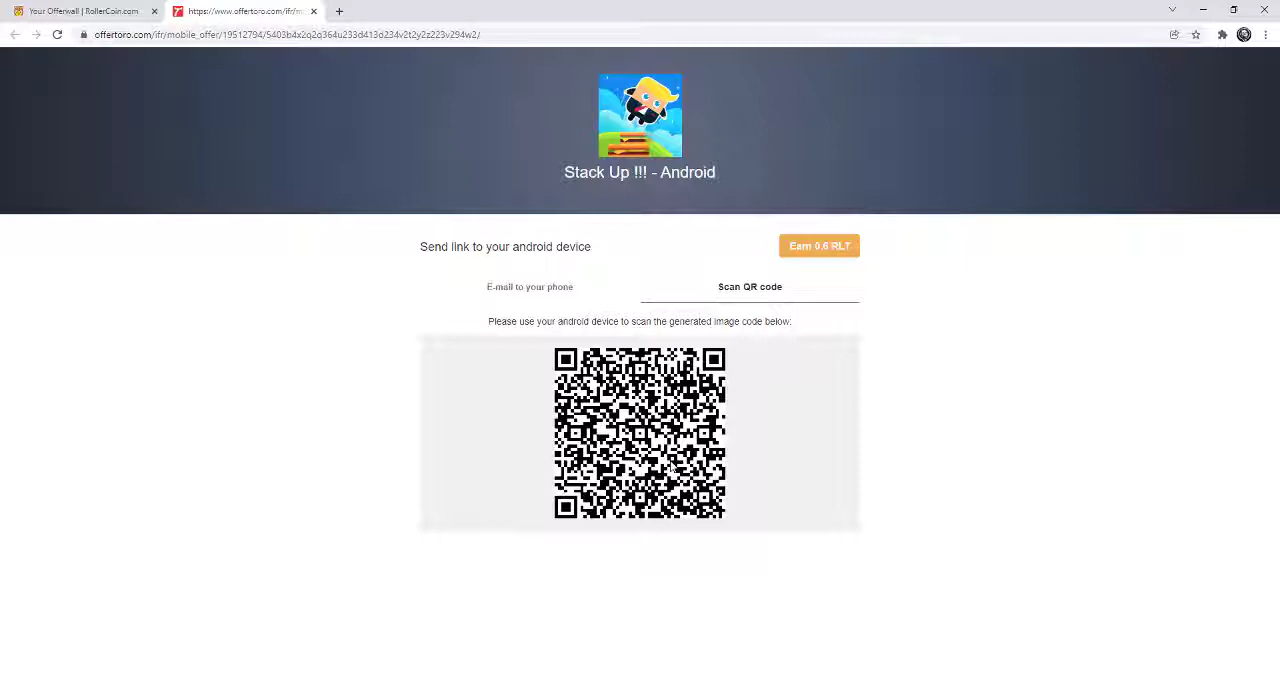 Your Offerwall | RollerCoin.com
https://www.offertoro.com/ifr/m
offertoro.com/ifr/mobile_offer/19512794/5403b4x2q2q364u233d413d234v2t2y2z223v294w2/
Stack Up !!! - Android
Send link to your android device
Earn 0.6 RLT
E-mail to your phone
Scan QR code
Please use your android device to scan the generated image code below: